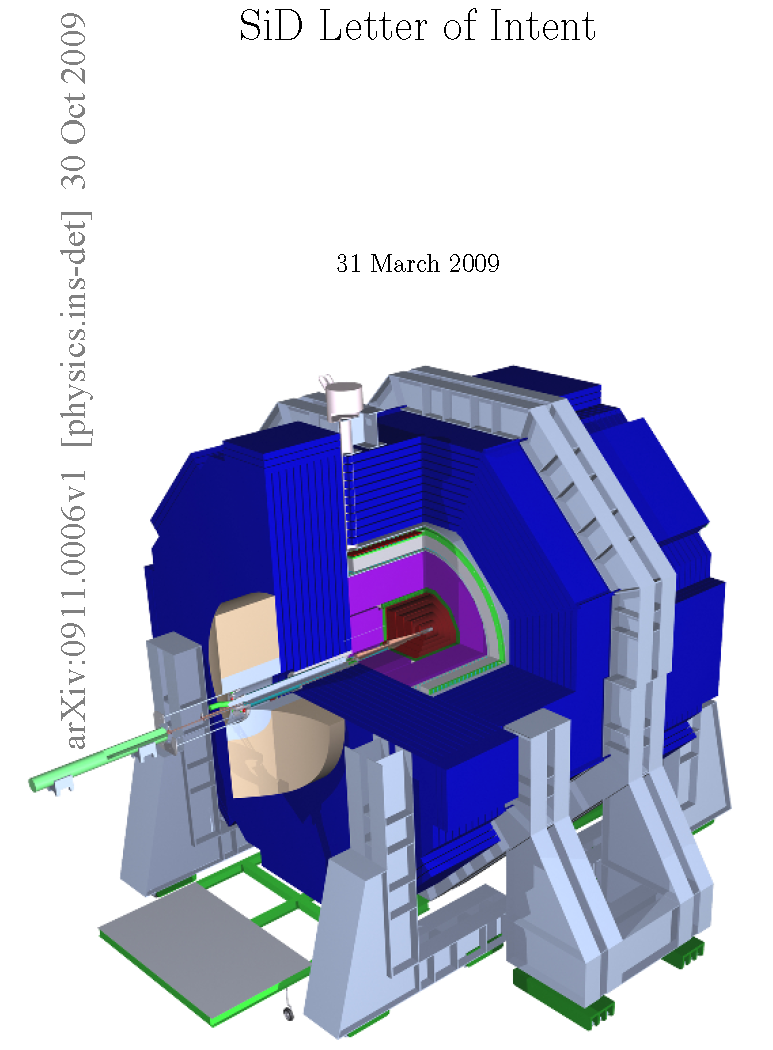 SiD Letter of Intent
31 March 2009
arXiv:0911.0006v1 [physics.ins-det] 30 Oct 2009